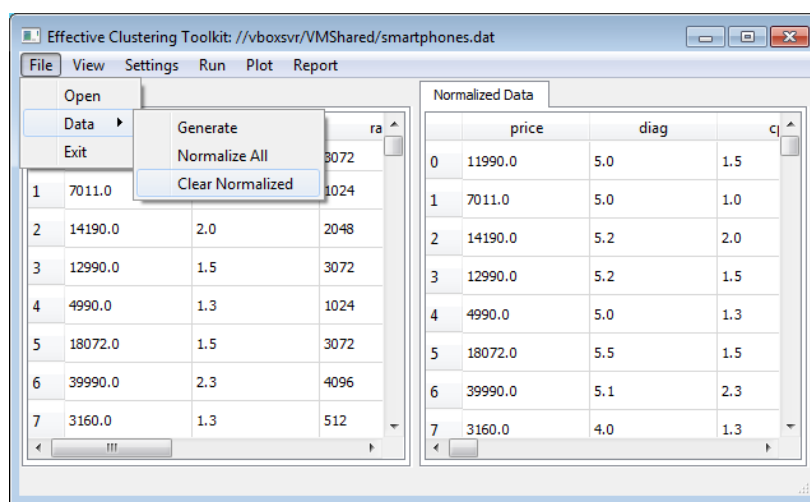 Effective Clustering Toolkit: //vboxsvr/VMShared/smartphones.dat
File View Settings Run Plot Report
Open
Data
Exit
Generate
Normalize All
Clear Normalized
ra
3072
1 7011.0 1024
2 14190.0 2.0 2048
3 12990.0 1.5 3072
4 4990.0 1.3 1024
5 18072.0 1.5 3072
6 39990.0 2.3 4096
7 3160.0 1.3 512
Normalized Data
price diag
0 11990.0 5.0 1.5
1 7011.0 5.0 1.0
2 14190.0 5.2 2.0
3 12990.0 5.2 1.5
4 4990.0 5.0 1.3
5 18072.0 5.5 1.5
6 39990.0 5.1 2.3
7 3160.0 4.0 1.3